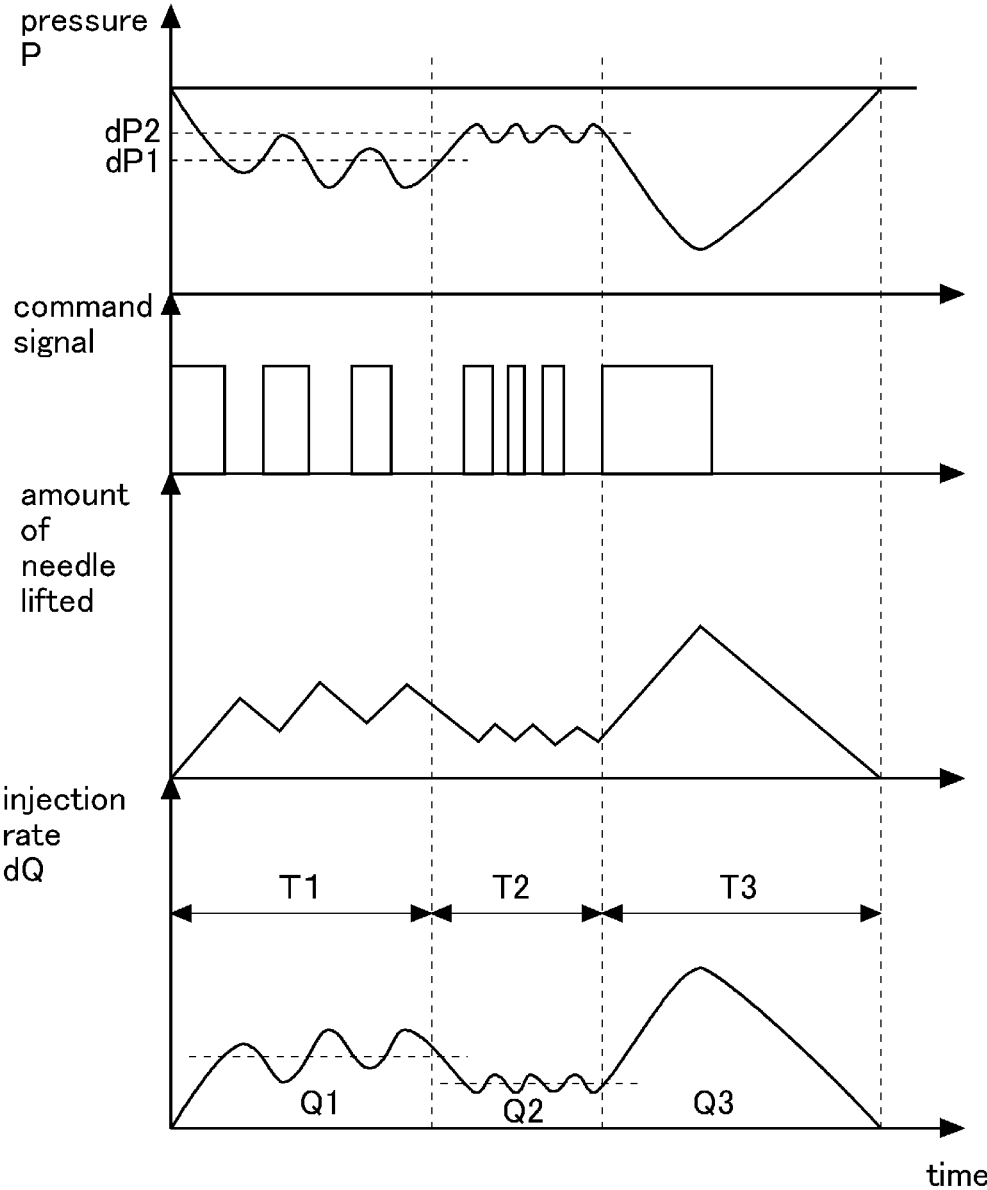 pressure
P
dP2
dP1
command
signal
amount
of
needle
lifted
injection
rate
dQ
T1 T2 T3
Q1 Q2 Q3
time